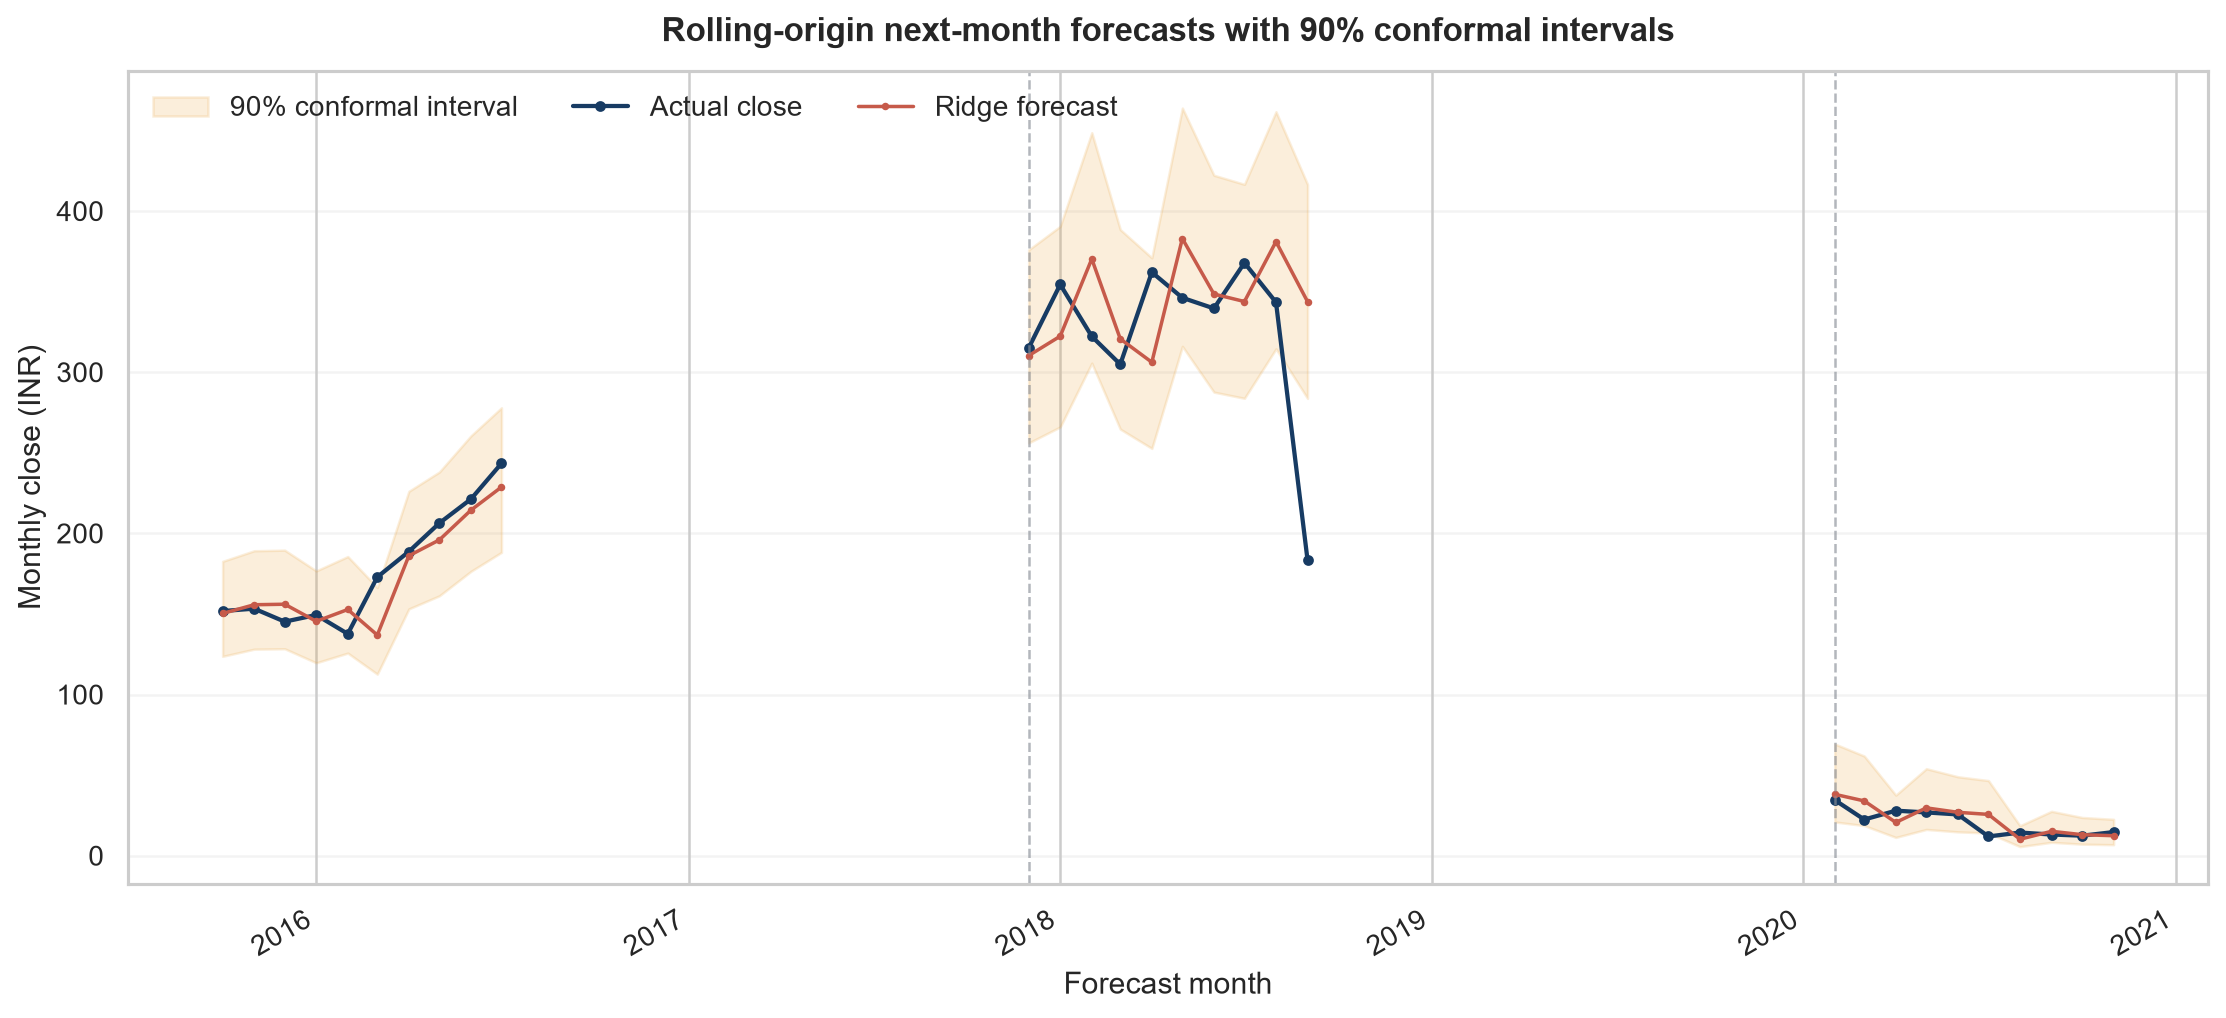 Rolling-origin next-month forecasts with 90% conformal intervals
90% conformal interval
Actual close
Ridge forecast
Monthly close (INR)
400
300
200
100
0
2016
2017
2018
2019
2020
2021
Forecast month